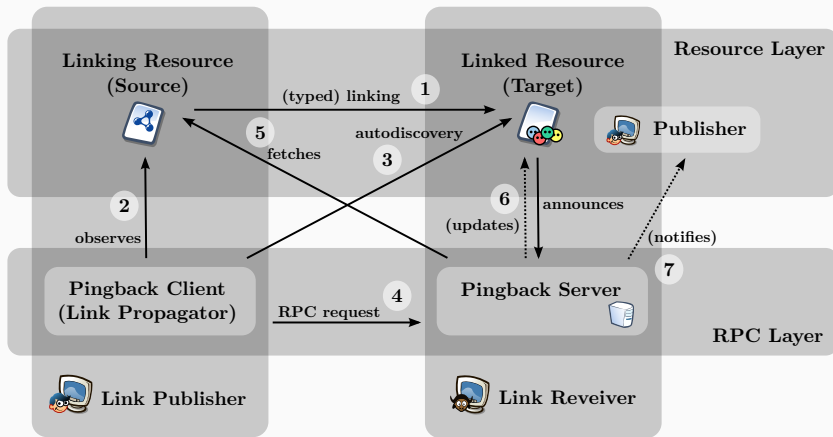 Resource Layer
Linking Resource
(Source)
Linked Resource
(Target)
(typed) linking
1
Publisher
5
fetches
autodiscovery
3
2
observes
6
(updates)
announces
(notifies)
7
Pingback Client
(Link Propagator)
RPC request
4
Pingback Server
RPC Layer
Link Publisher
Link Reveiver